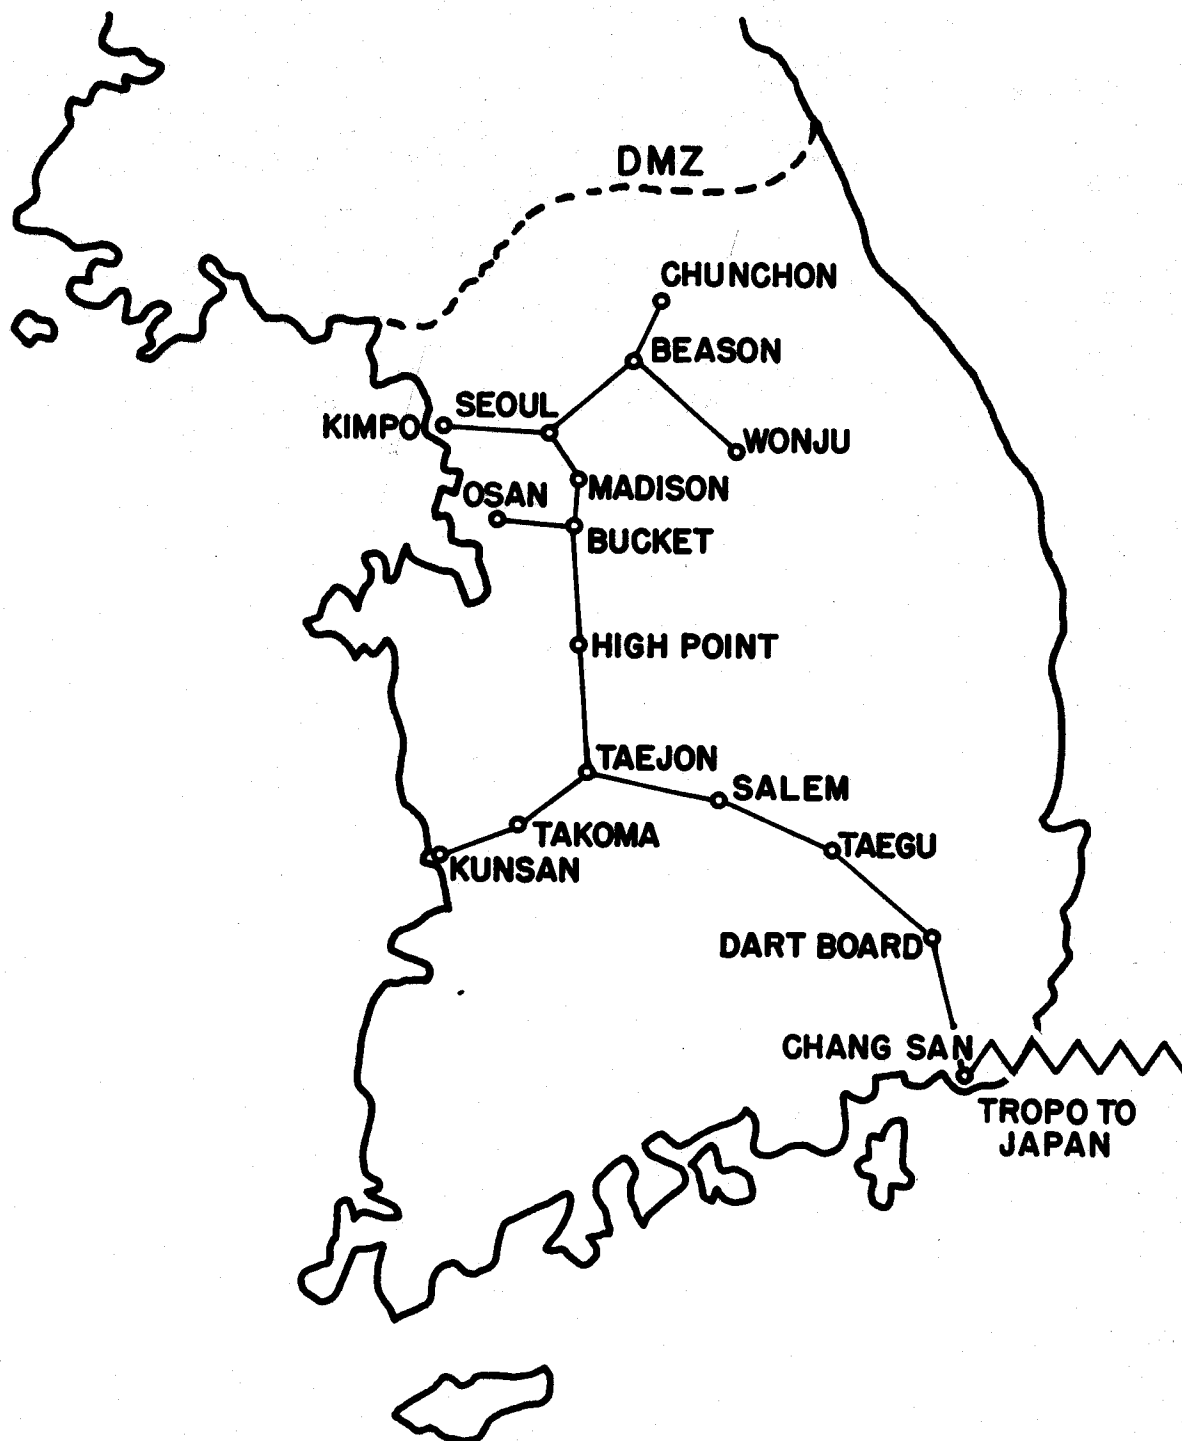 DMZ
CHUNCHON
BEASON
SEOUL
KIMPO
WONJU
OSAN
MADISON
BUCKET
HIGH POINT
TAEJON
SALEM
TAKOMA
TAEGU
KUNSAN
DART BOARD
CHANG SAN
TROPO TO
JAPAN